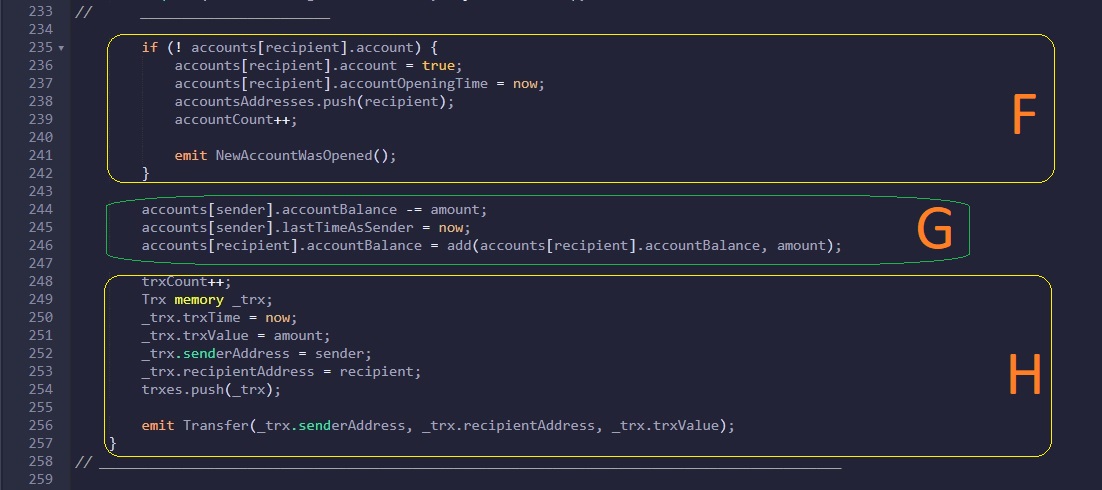 233 // _______________________
234
235 if (! accounts[recipient].account) {
236 accounts[recipient].account = true;
237 accounts[recipient].accountOpeningTime = now;
238 accountsAddresses.push(recipient);
F
239 accountCount++;
240
241 emit NewAccountWasOpened();
242 }
243
244 accounts[sender].accountBalance -= amount;
245 accounts[sender].lastTimeAsSender = now;
G
246 accounts[recipient].accountBalance = add(accounts[recipient].accountBalance, amount);
247
248 trxCount++;
249 Trx memory _trx;
250 _trx.trxTime = now;
251 _trx.trxValue = amount;
252 _trx.senderAddress = sender;
253 _trx.recipientAddress = recipient;
H
254 trxes.push(_trx);
255
256 emit Transfer(_trx.senderAddress, _trx.recipientAddress, _trx.trxValue);
257 }
258 // __________________________________________________________________________________________
259